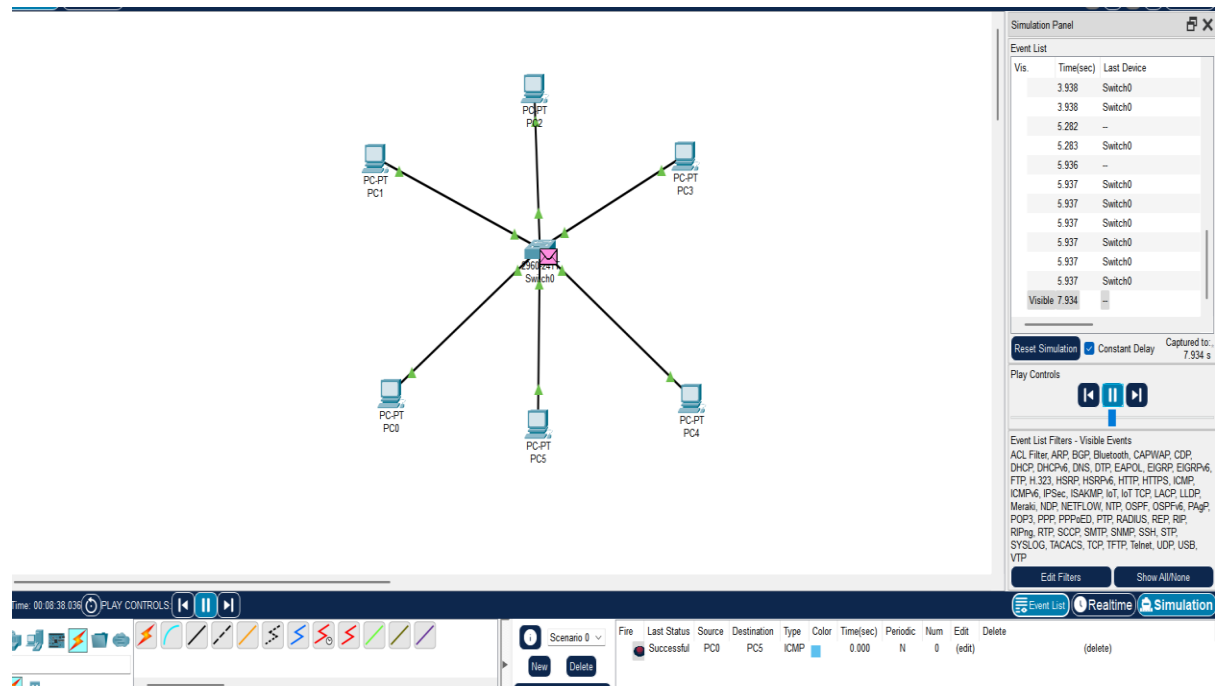 Simulation Panel
Event List
Vis. Time(sec) Last Device
3.938 Switch0
3.938 Switch0
5.282 --
5.283 Switch0
5.936 --
5.937 Switch0
5.937 Switch0
5.937 Switch0
5.937 Switch0
5.937 Switch0
5.937 Switch0
Visible 7.934 --
Reset Simulation Constant Delay Captured to:
7.934 s
Play Controls
Event List Filters - Visible Events
ACL Filter, ARP, BGP, Bluetooth, CAPWAP, CDP,
DHCP, DHCPv6, DNS, DTP, EAPOL, EIGRP, EIGRPv6,
FTP, H.323, HSRP, HSRPv6, HTTP, HTTPS, ICMP,
ICMPv6, IPSec, ISAKMP, IoT, IoT TCP, LACP, LLDP,
Meraki, NDP, NETFLOW, NTP, OSPF, OSPFv6, PAgP,
POP3, PPP, PPPoED, PTP, RADIUS, REP, RIP,
RIPng, RTP, SCCP, SMTP, SNMP, SSH, STP,
SYSLOG, TACACS, TCP, TFTP, Telnet, UDP, USB,
VTP
Edit Filters Show All/None
PC-PT
PC2
PC-PT
PC1
PC-PT
PC3
2960-24TT
Switch0
PC-PT
PC0
PC-PT
PC5
PC-PT
PC4
Time: 00:08:38.036 PLAY CONTROLS:
Event List Realtime Simulation
Scenario 0
New Delete
Fire Last Status Source Destination Type Color Time(sec) Periodic Num Edit Delete
Successful PC0 PC5 ICMP 0.000 N 0 (edit) (delete)